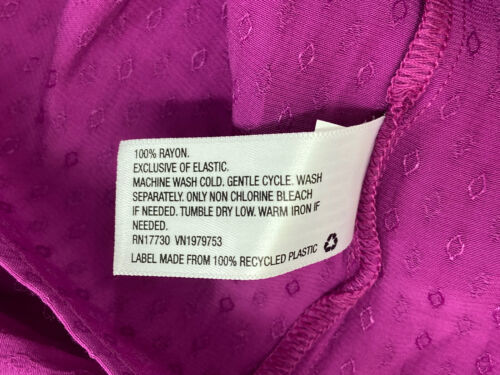 100% RAYON.
EXCLUSIVE OF ELASTIC.
MACHINE WASH COLD. GENTLE CYCLE. WASH
SEPARATELY. ONLY NON CHLORINE BLEACH
IF NEEDED. TUMBLE DRY LOW. WARM IRON IF
NEEDED.
RN17730 VN1979753
LABEL MADE FROM 100% RECYCLED PLASTIC